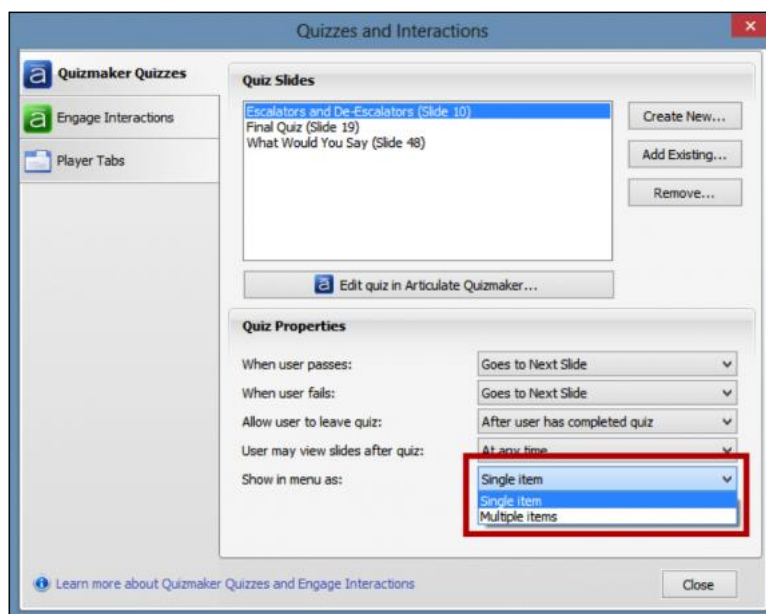 Quizzes and Interactions
Quizmaker Quizzes
Engage Interactions
Player Tabs
Quiz Slides
Escalators and De-Escalators (Slide 10)
Final Quiz (Slide 19)
What Would You Say (Slide 48)
Create New...
Add Existing...
Remove...
Edit quiz in Articulate Quizmaker...
Quiz Properties
When user passes: Goes to Next Slide
When user fails: Goes to Next Slide
Allow user to leave quiz: After user has completed quiz
User may view slides after quiz: At any time
Show in menu as: Single item
Single item
Multiple items
Learn more about Quizmaker Quizzes and Engage Interactions
Close